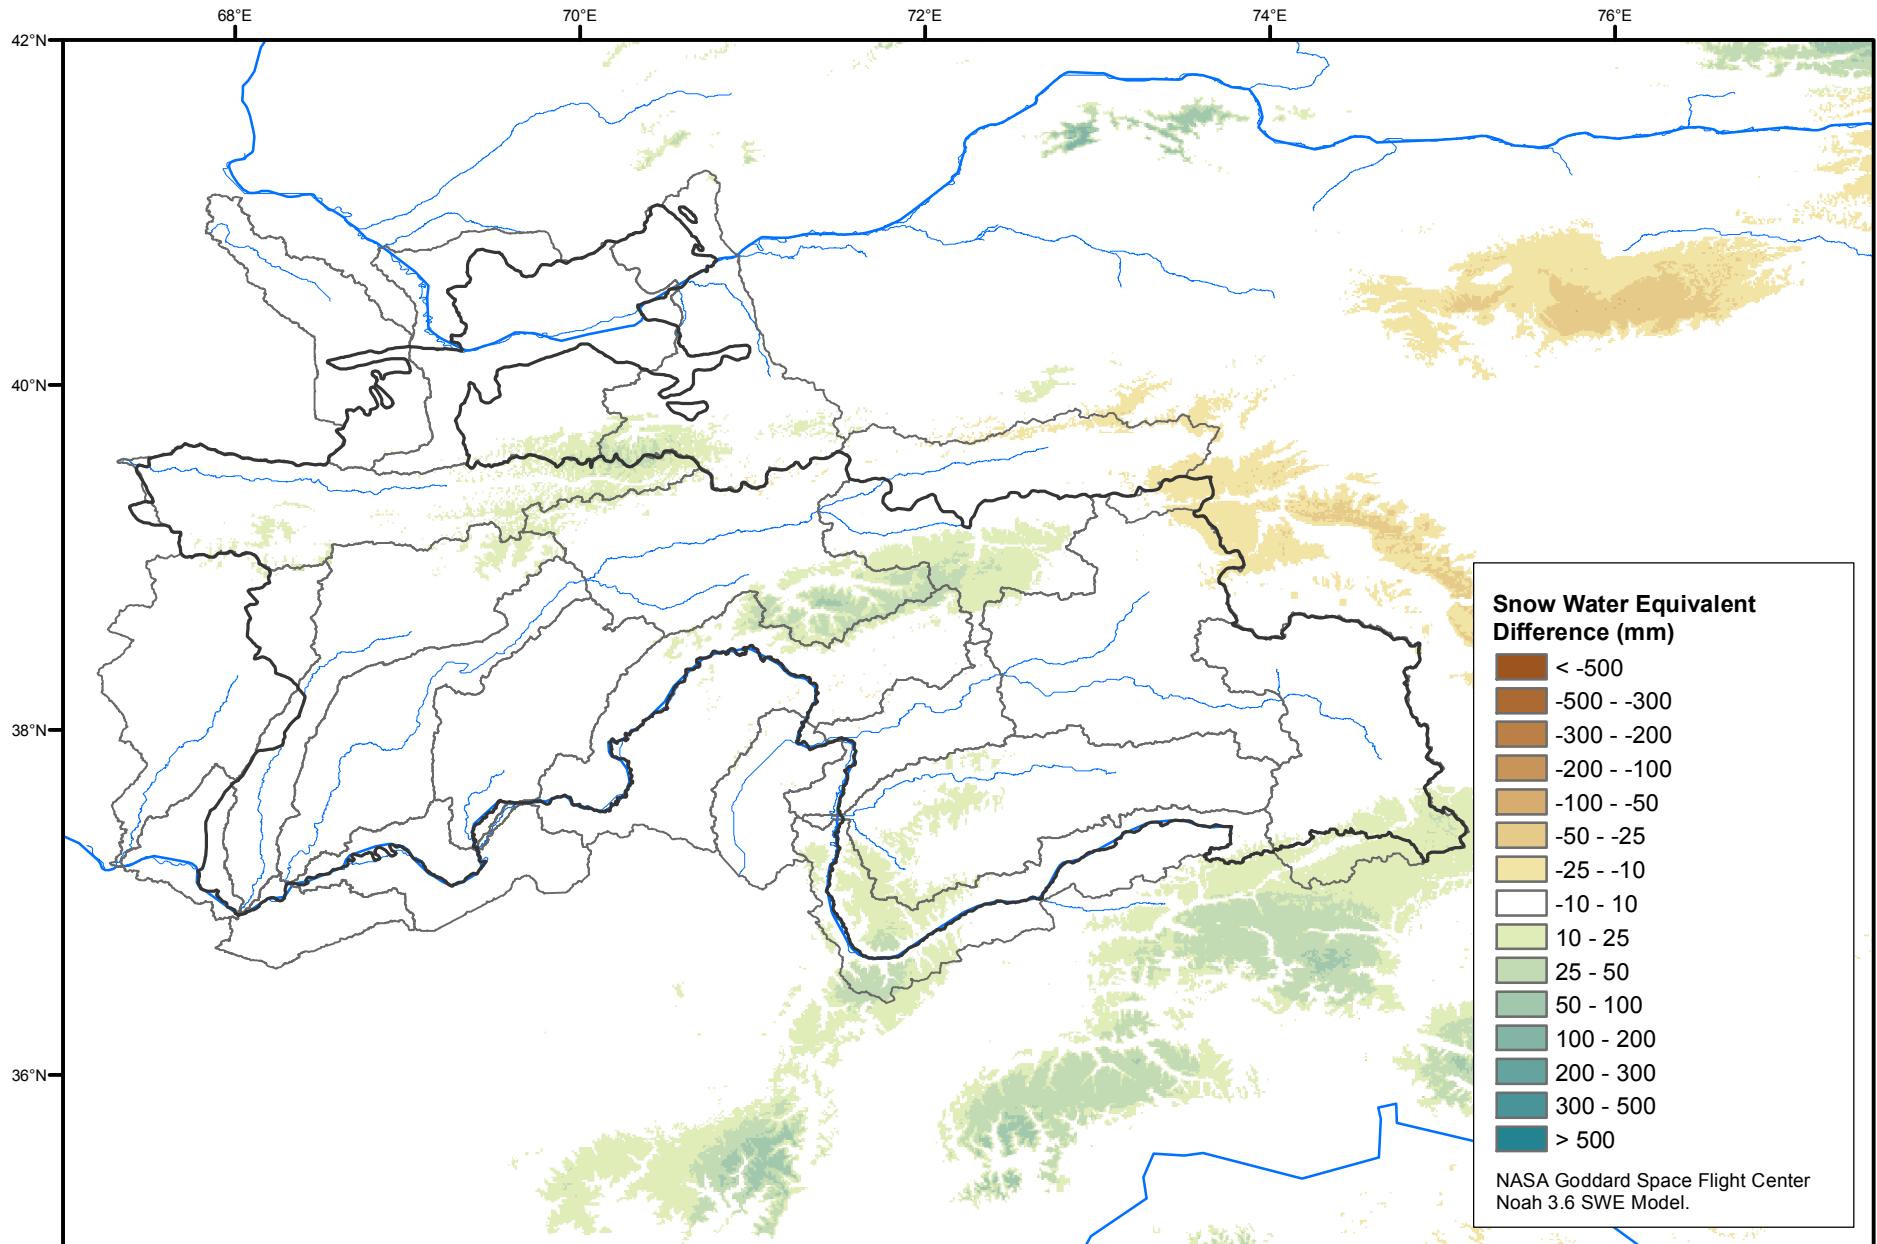 68°E 70°E 72°E 74°E 76°E
42°N
40°N
38°N
36°N
Snow Water Equivalent
Difference (mm)
< -500
-500 - -300
-300 - -200
-200 - -100
-100 - -50
-50 - -25
-25 - -10
-10 - 10
10 - 25
25 - 50
50 - 100
100 - 200
200 - 300
300 - 500
> 500
NASA Goddard Space Flight Center
Noah 3.6 SWE Model.